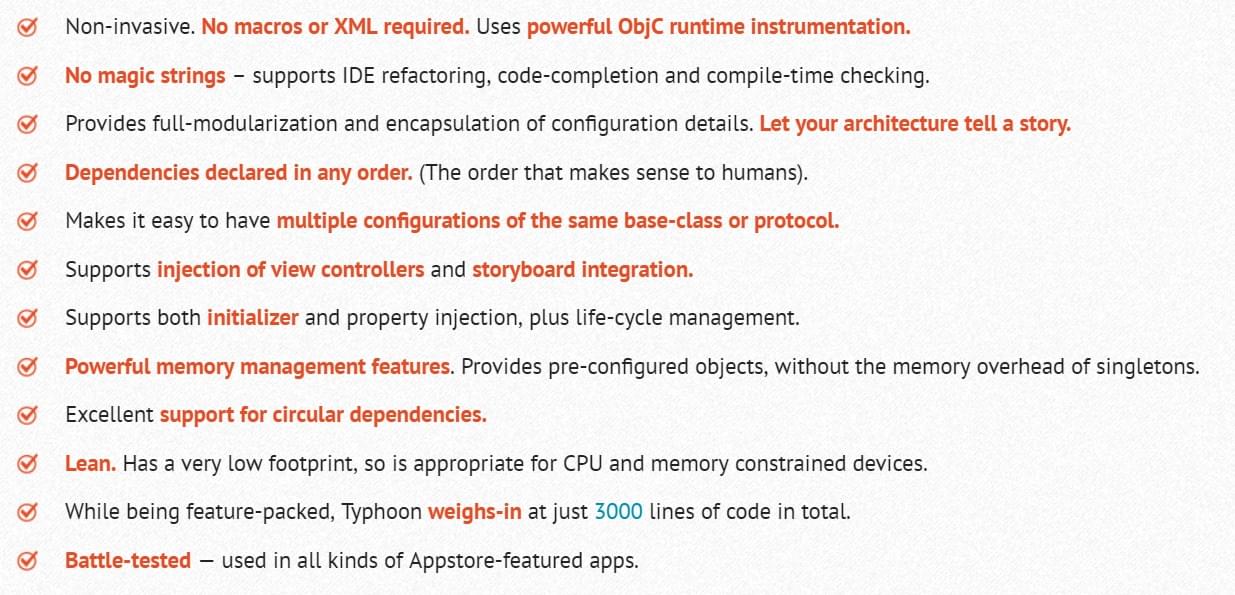 Non-invasive. No macros or XML required. Uses powerful ObjC runtime instrumentation.
No magic strings – supports IDE refactoring, code-completion and compile-time checking.
Provides full-modularization and encapsulation of configuration details. Let your architecture tell a story.
Dependencies declared in any order. (The order that makes sense to humans).
Makes it easy to have multiple configurations of the same base-class or protocol.
Supports injection of view controllers and storyboard integration.
Supports both initializer and property injection, plus life-cycle management.
Powerful memory management features. Provides pre-configured objects, without the memory overhead of singletons.
Excellent support for circular dependencies.
Lean. Has a very low footprint, so is appropriate for CPU and memory constrained devices.
While being feature-packed, Typhoon weighs-in at just 3000 lines of code in total.
Battle-tested — used in all kinds of Appstore-featured apps.